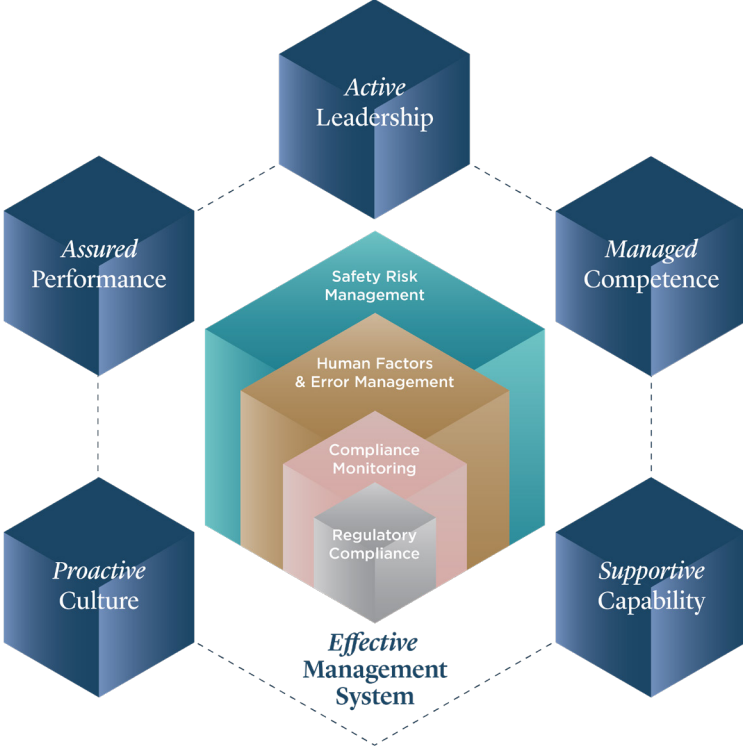 Active
Leadership
Assured
Performance
Managed
Competence
Safety Risk
Management
Human Factors
& Error Management
Compliance
Monitoring
Regulatory
Compliance
Proactive
Culture
Supportive
Capability
Effective
Management
System